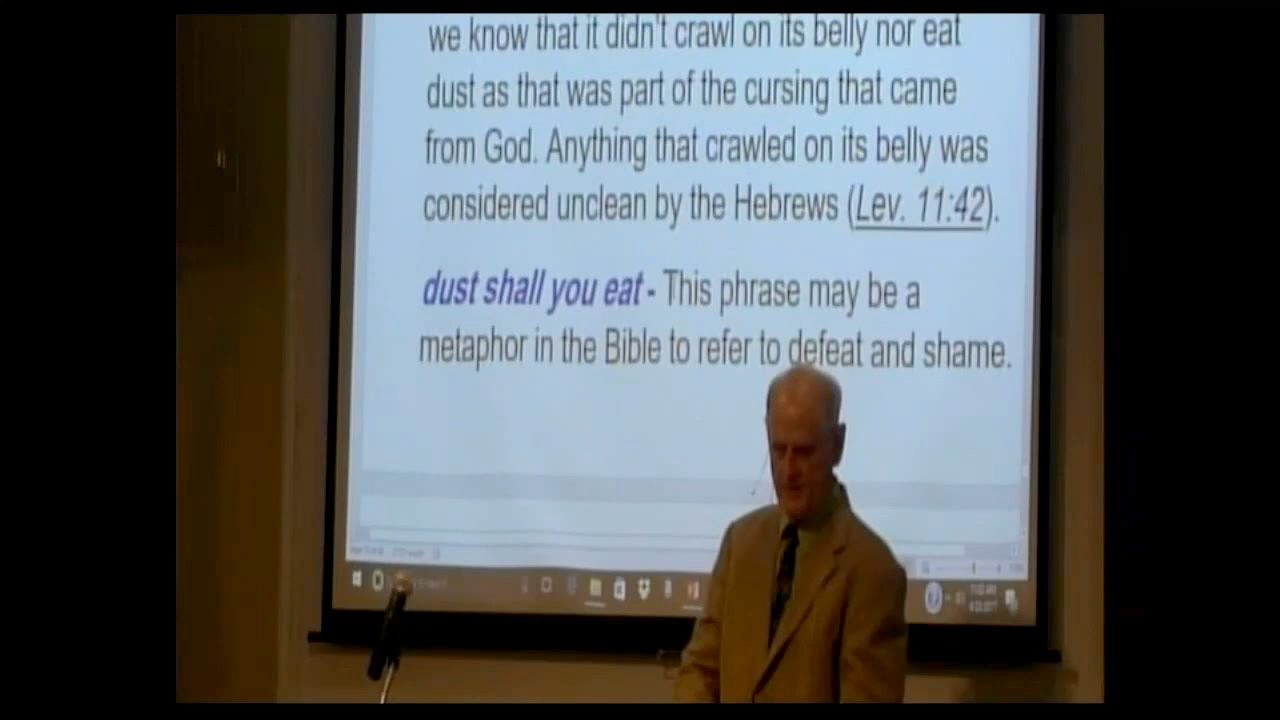 we know that it didn't crawl on its belly nor eat
dust as that was part of the cursing that came
from God. Anything that crawled on its belly was
considered unclean by the Hebrews (Lev. 11:42).
dust shall you eat - This phrase may be a
metaphor in the Bible to refer to defeat and shame.